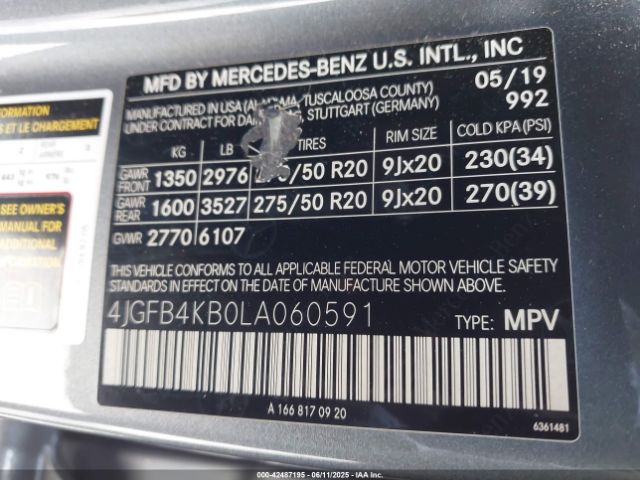 MFD BY MERCEDES-BENZ U.S. INTL., INC
MANUFACTURED IN USA TUSCALOOSA COUNTY) 05/19
UNDER CONTRACT FOR STUTTGART (GERMANY) 992
KG LB TIRES RIM SIZE COLD KPA (PSI)
GAWR FRONT 1350 2976 /50 R20 9Jx20 230(34)
GAWR REAR 1600 3527 275/50 R20 9Jx20 270(39)
GVWR 2770 6107
THIS VEHICLE CONFORMS TO ALL APPLICABLE FEDERAL MOTOR VEHICLE SAFETY
STANDARDS IN EFFECT ON THE DATE OF MANUFACTURE SHOWN ABOVE.
4JGFB4KB0LA060591 TYPE: MPV
A 166 817 09 20
6361481
SEE OWNER'S
MANUAL FOR
ADDITIONAL
INFORMATION
000-42487195 - 06/11/2025 - IAAI.COM